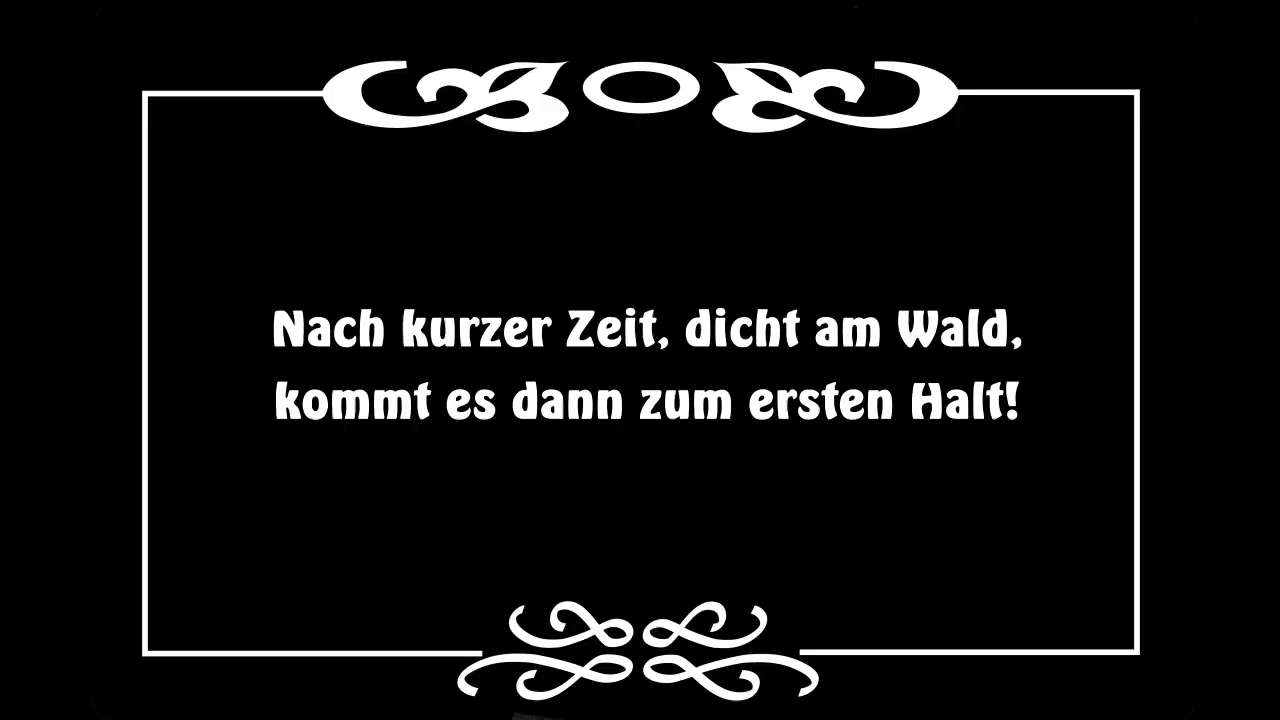 Nach kurzer Zeit, dicht am Wald,
kommt es dann zum ersten Halt!